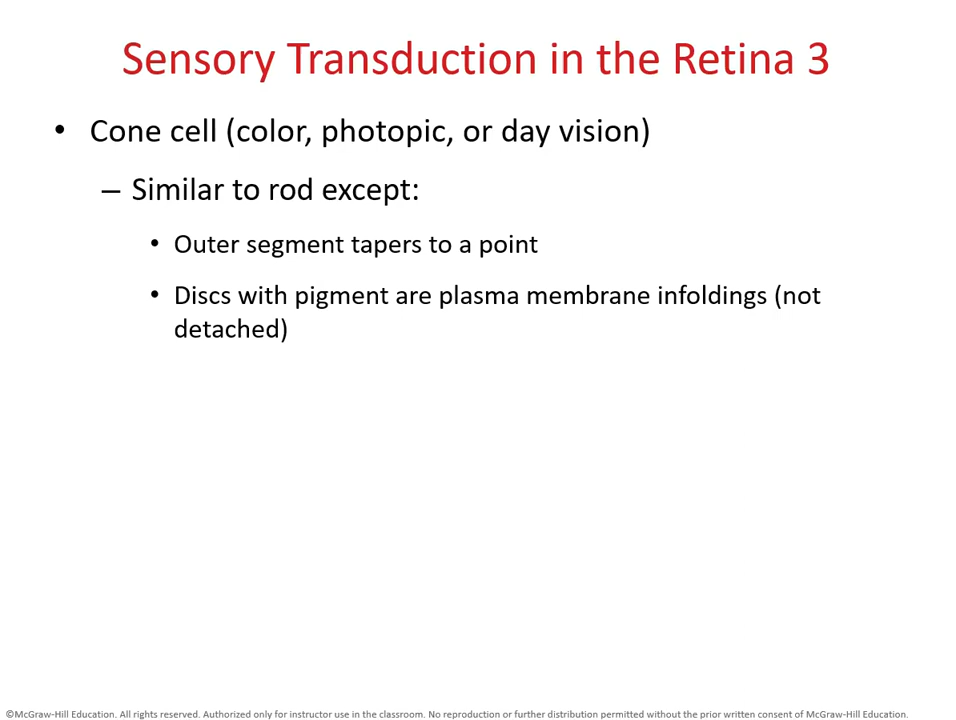 Sensory Transduction in the Retina 3
• Cone cell (color, photopic, or day vision)
– Similar to rod except:
• Outer segment tapers to a point
• Discs with pigment are plasma membrane infoldings (not
detached)
©McGraw-Hill Education. All rights reserved. Authorized only for instructor use in the classroom. No reproduction or further distribution permitted without the prior written consent of McGraw-Hill Education.